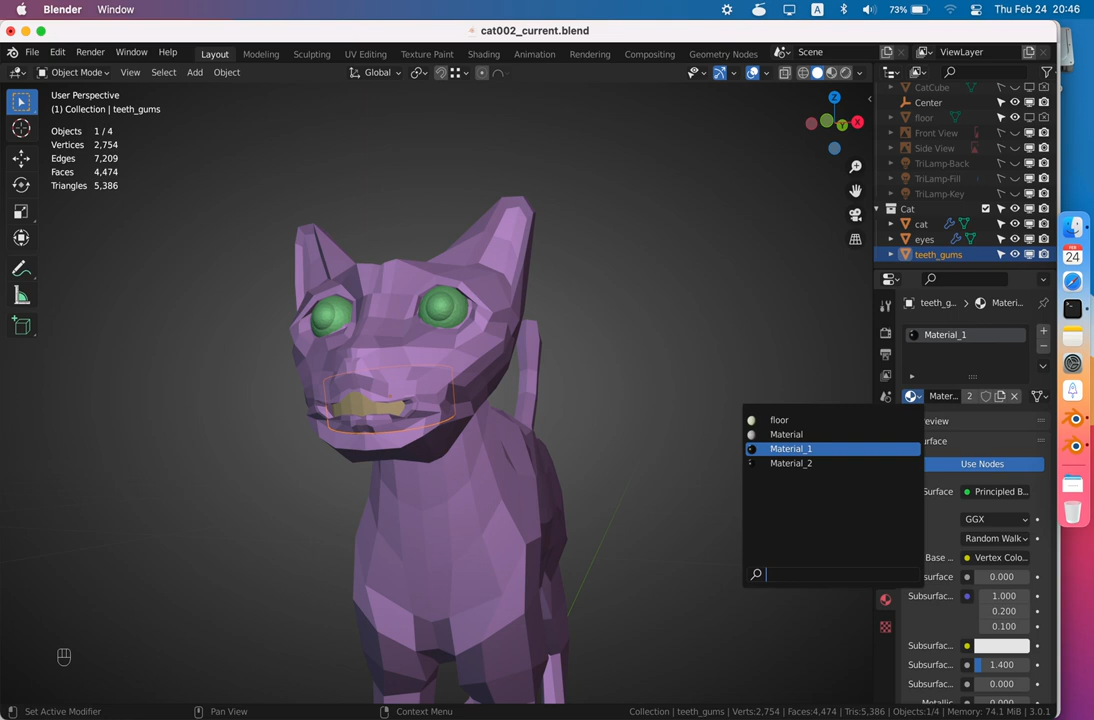 Blender Window A 73% Thu Feb 24 20:46
cat002_current.blend
File Edit Render Window Help Layout Modeling Sculpting UV Editing Texture Paint Shading Animation Rendering Compositing Geometry Nodes Scene ViewLayer
Object Mode View Select Add Object Global
User Perspective
(1) Collection | teeth_gums
Objects 1 / 4
Vertices 2,754
Edges 7,209
Faces 4,474
Triangles 5,386
Z
X
Y
CatCube
Center
floor
Front View
Side View
TriLamp-Back
TriLamp-Fill
TriLamp-Key
Cat
cat
eyes
teeth_gums
FEB
24
teeth_g... Materi...
Material_1
Mater... 2
floor
Material
Material_1
Material_2
eview
urface
Use Nodes
Surface Principled B...
GGX
Random Walk
Base Vertex Colo...
surface 0.000
Subsurfac... 1.000
0.200
0.100
Subsurfac...
Subsurfac... 1.400
Subsurfac... 0.000
Metallic
Set Active Modifier Pan View Context Menu Collection | teeth_gums | Verts:2,754 | Faces:4,474 | Tris:5,386 | Objects:1/4 | Memory: 74.1 MiB | 3.0.1